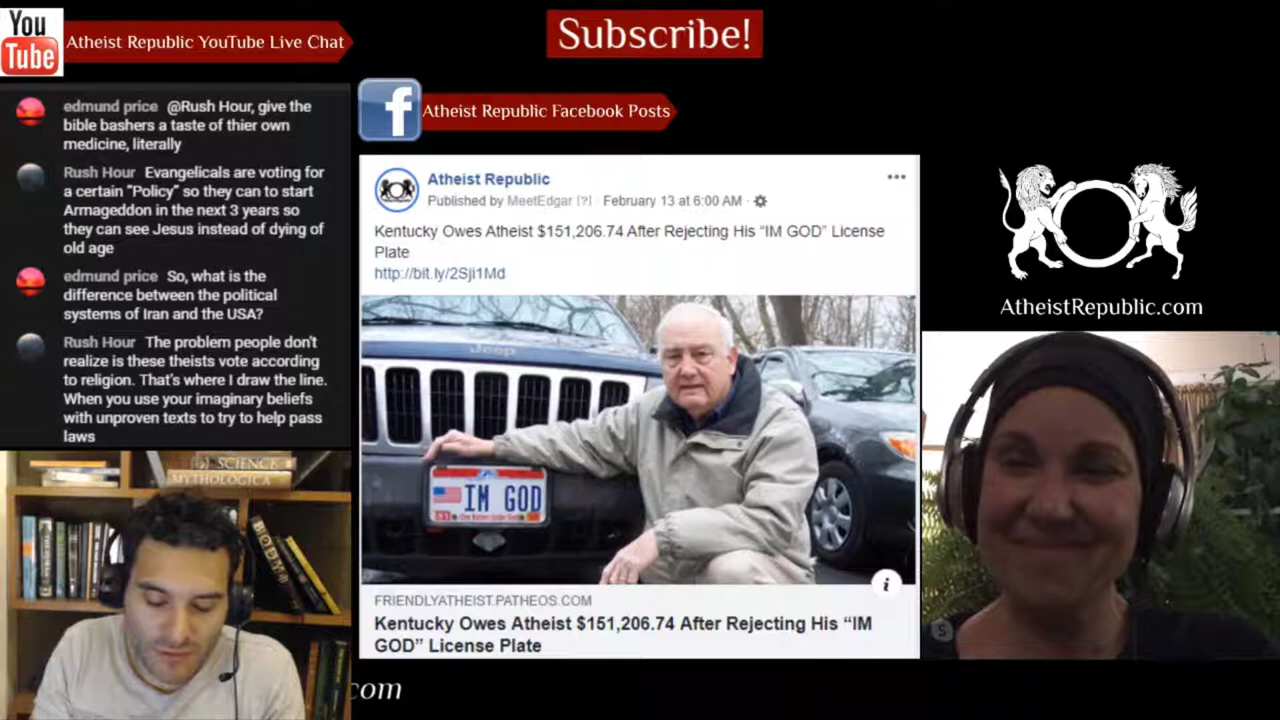 You
Tube
Atheist Republic YouTube Live Chat
Subscribe!
edmund price @Rush Hour, give the
bible bashers a taste of thier own
medicine, literally
Rush Hour Evangelicals are voting for
a certain "Policy" so they can to start
Armageddon in the next 3 years so
they can see Jesus instead of dying of
old age
edmund price So, what is the
difference between the political
systems of Iran and the USA?
Rush Hour The problem people don't
realize is these theists vote according
to religion. That's where I draw the line.
When you use your imaginary beliefs
with unproven texts to try to help pass
laws
f
Atheist Republic Facebook Posts
Atheist Republic
Published by MeetEdgar [?] · February 13 at 6:00 AM ·
Kentucky Owes Atheist $151,206.74 After Rejecting His “IM GOD” License
Plate
http://bit.ly/2Sji1Md
Jeep
IM GOD
i
FRIENDLYATHEIST.PATHEOS.COM
Kentucky Owes Atheist $151,206.74 After Rejecting His “IM
GOD” License Plate
AtheistRepublic.com
SCIENCE
MYTHOLOGICA
BODY
S
com